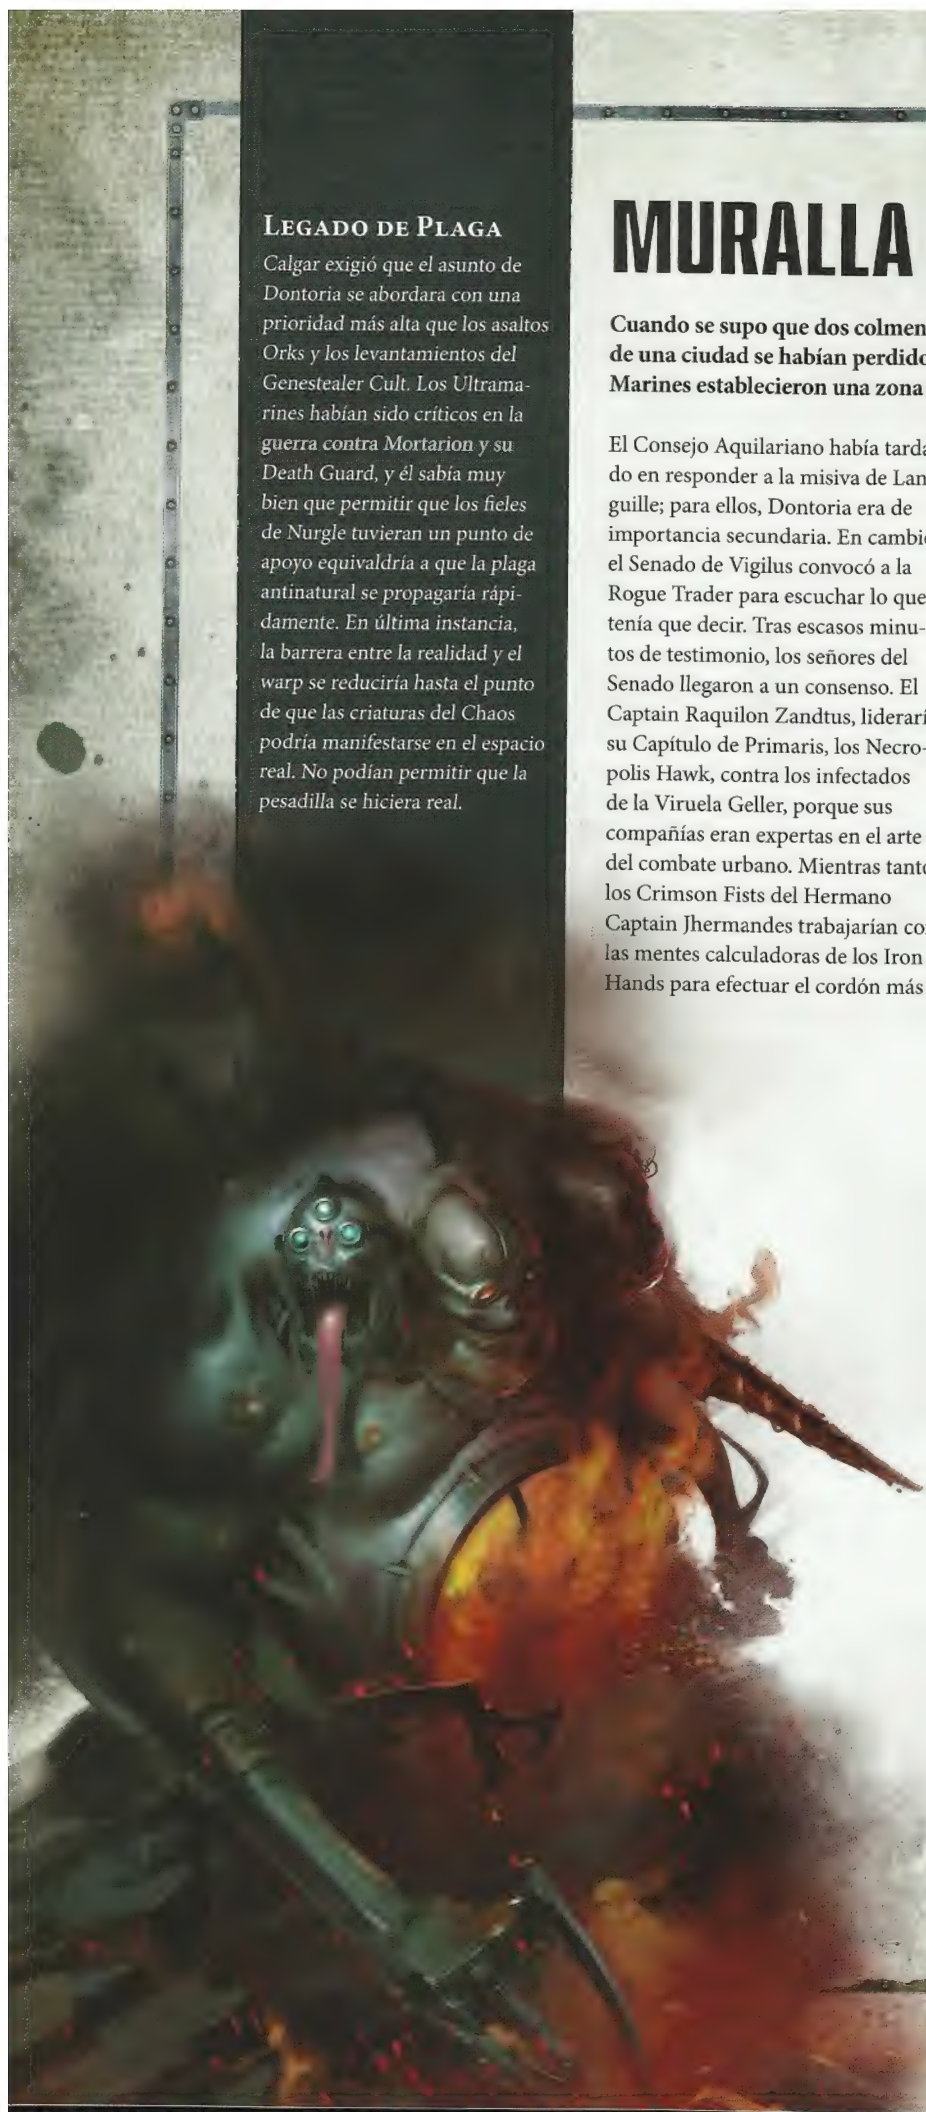 LEGADO DE PLAGA
Calgar exigió que el asunto de
Dontoria se abordara con una
prioridad más alta que los asaltos
Orks y los levantamientos del
Genestealer Cult. Los Ultrama-
rines habían sido críticos en la
guerra contra Mortarion y su
Death Guard, y él sabía muy
bien que permitir que los fieles
de Nurgle tuvieran un punto de
apoyo equivaldría a que la plaga
antinatural se propagaría rápi-
damente. En última instancia,
la barrera entre la realidad y el
warp se reduciría hasta el punto
de que las criaturas del Chaos
podría manifestarse en el espacio
real. No podían permitir que la
pesadilla se hiciera real.
MURALLA
Cuando se supo que dos colmen
de una ciudad se habían perdido
Marines establecieron una zona
El Consejo Aquilariano había tarda
do en responder a la misiva de Lan
guille; para ellos, Dontoria era de
importancia secundaria. En cambio
el Senado de Vigilus convocó a la
Rogue Trader para escuchar lo que
tenía que decir. Tras escasos minu-
tos de testimonio, los señores del
Senado llegaron a un consenso. El
Captain Raquilon Zandtus, liderarí
su Capítulo de Primaris, los Necro-
polis Hawk, contra los infectados
de la Viruela Geller, porque sus
compañías eran expertas en el arte
del combate urbano. Mientras tanto
los Crimson Fists del Hermano
Captain Jhermandes trabajarían con
las mentes calculadoras de los Iron
Hands para efectuar el cordón más